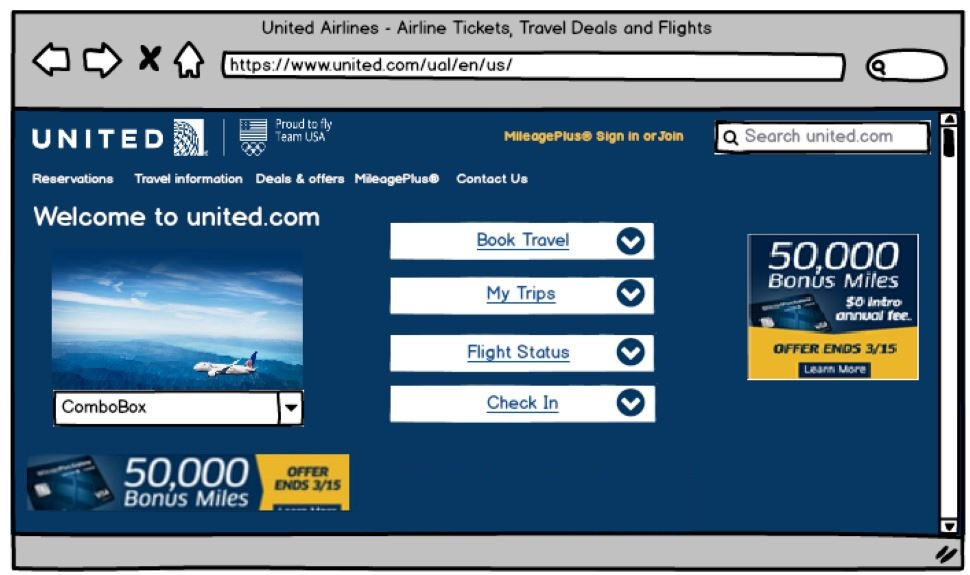 United Airlines - Airline Tickets, Travel Deals and Flights
https://www.united.com/ual/en/us/
UNITED
Proud to fly
Team USA
MileagePlus® Sign in or Join
Search united.com
Reservations Travel information Deals & offers MileagePlus® Contact Us
Welcome to united.com
Book Travel
My Trips
Flight Status
Check In
ComboBox
50,000
Bonus Miles
$0 Intro
annual fee.
OFFER ENDS 3/15
Learn More
50,000
Bonus Miles
OFFER
ENDS 3/15
Learn More